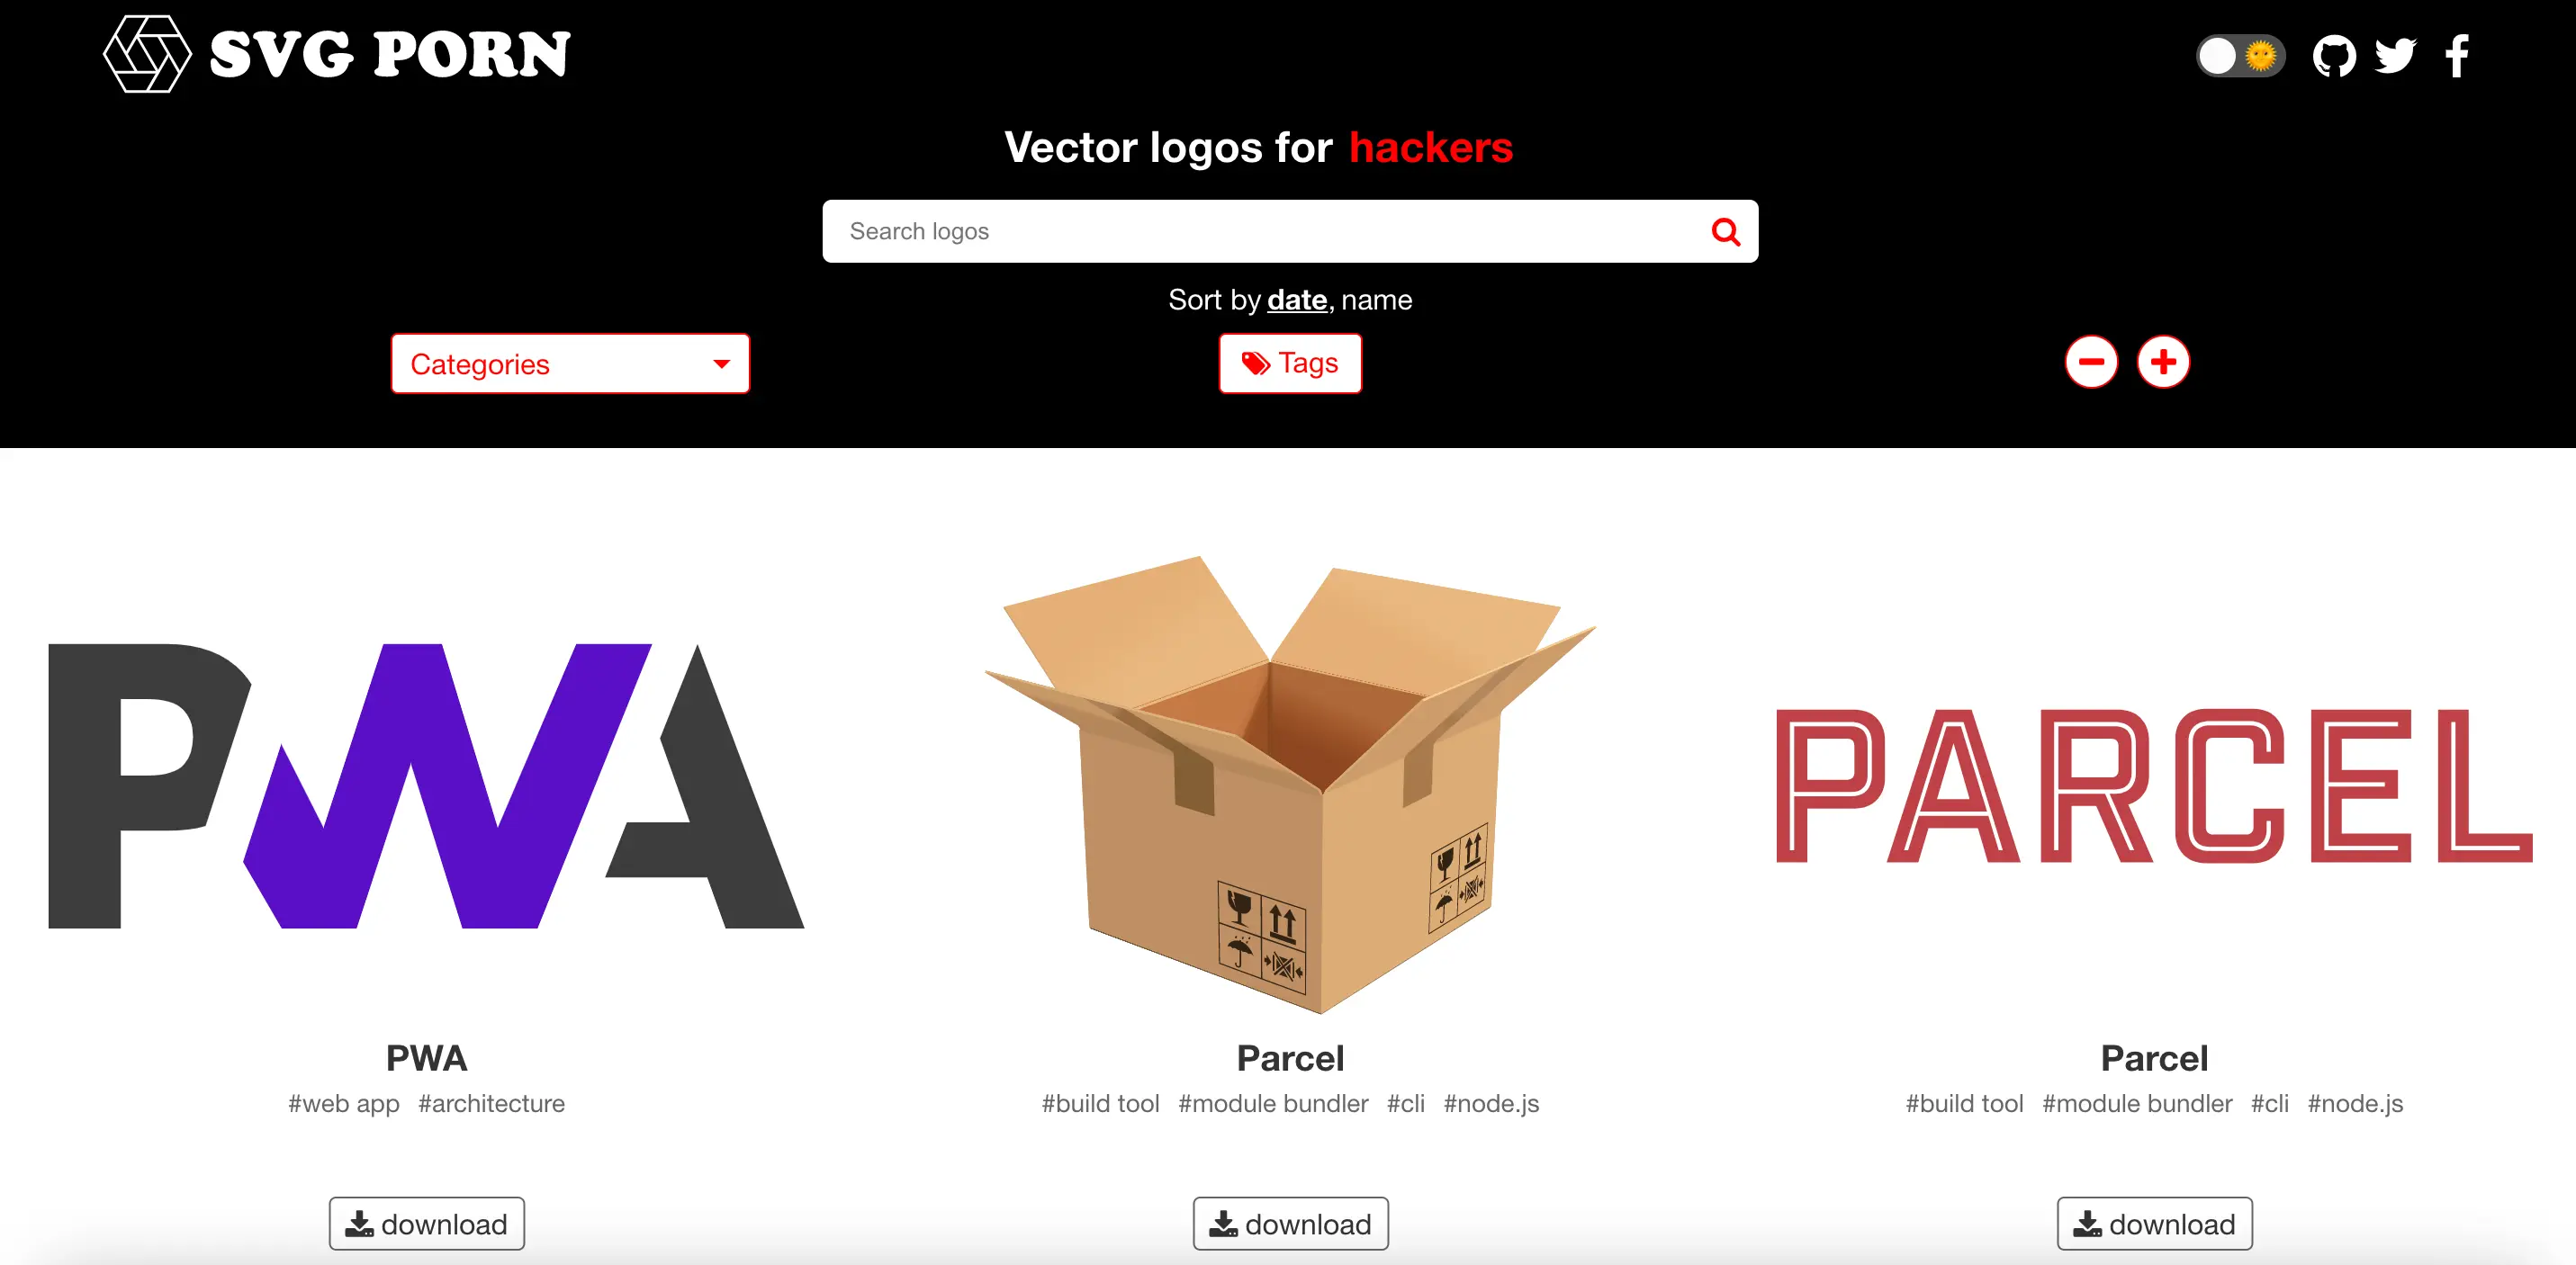 SVG PORN
Vector logos for hackers
Search logos
Sort by date, name
Categories
Tags
PWA
PARCEL
PWA
Parcel
Parcel
#web app #architecture
#build tool #module bundler #cli #node.js
#build tool #module bundler #cli #node.js
download
download
download